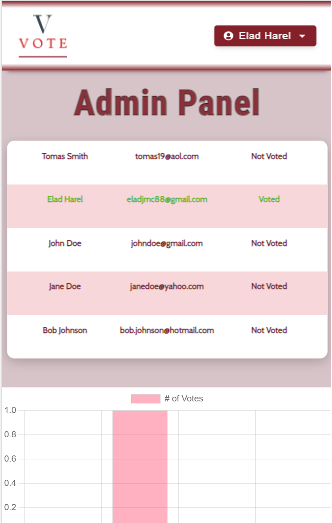 V
VOTE
Elad Harel
Admin Panel
Tomas Smith tomas19@aol.com Not Voted
Elad Harel eladjmc88@gmail.com Voted
John Doe johndoe@gmail.com Not Voted
Jane Doe janedoe@yahoo.com Not Voted
Bob Johnson bob.johnson@hotmail.com Not Voted
# of Votes
1.0
0.8
0.6
0.4
0.2